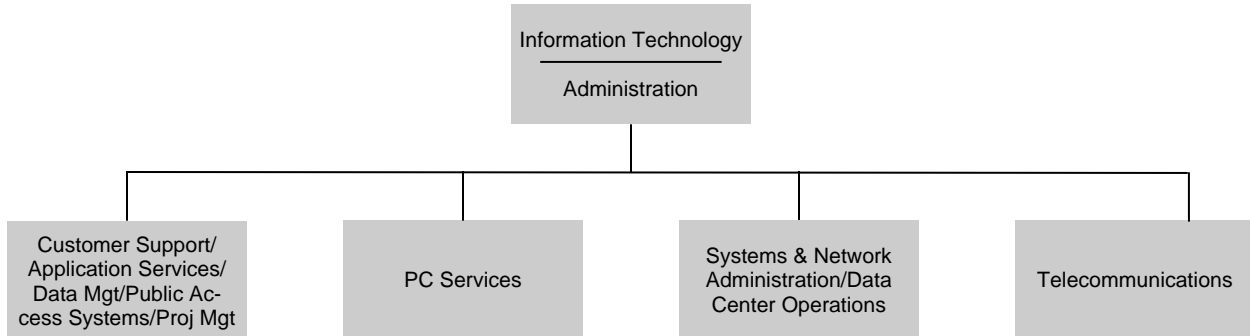 Information Technology
Administration
Customer Support/
Application Services/
Data Mgt/Public Ac-
cess Systems/Proj Mgt
PC Services
Systems & Network
Administration/Data
Center Operations
Telecommunications